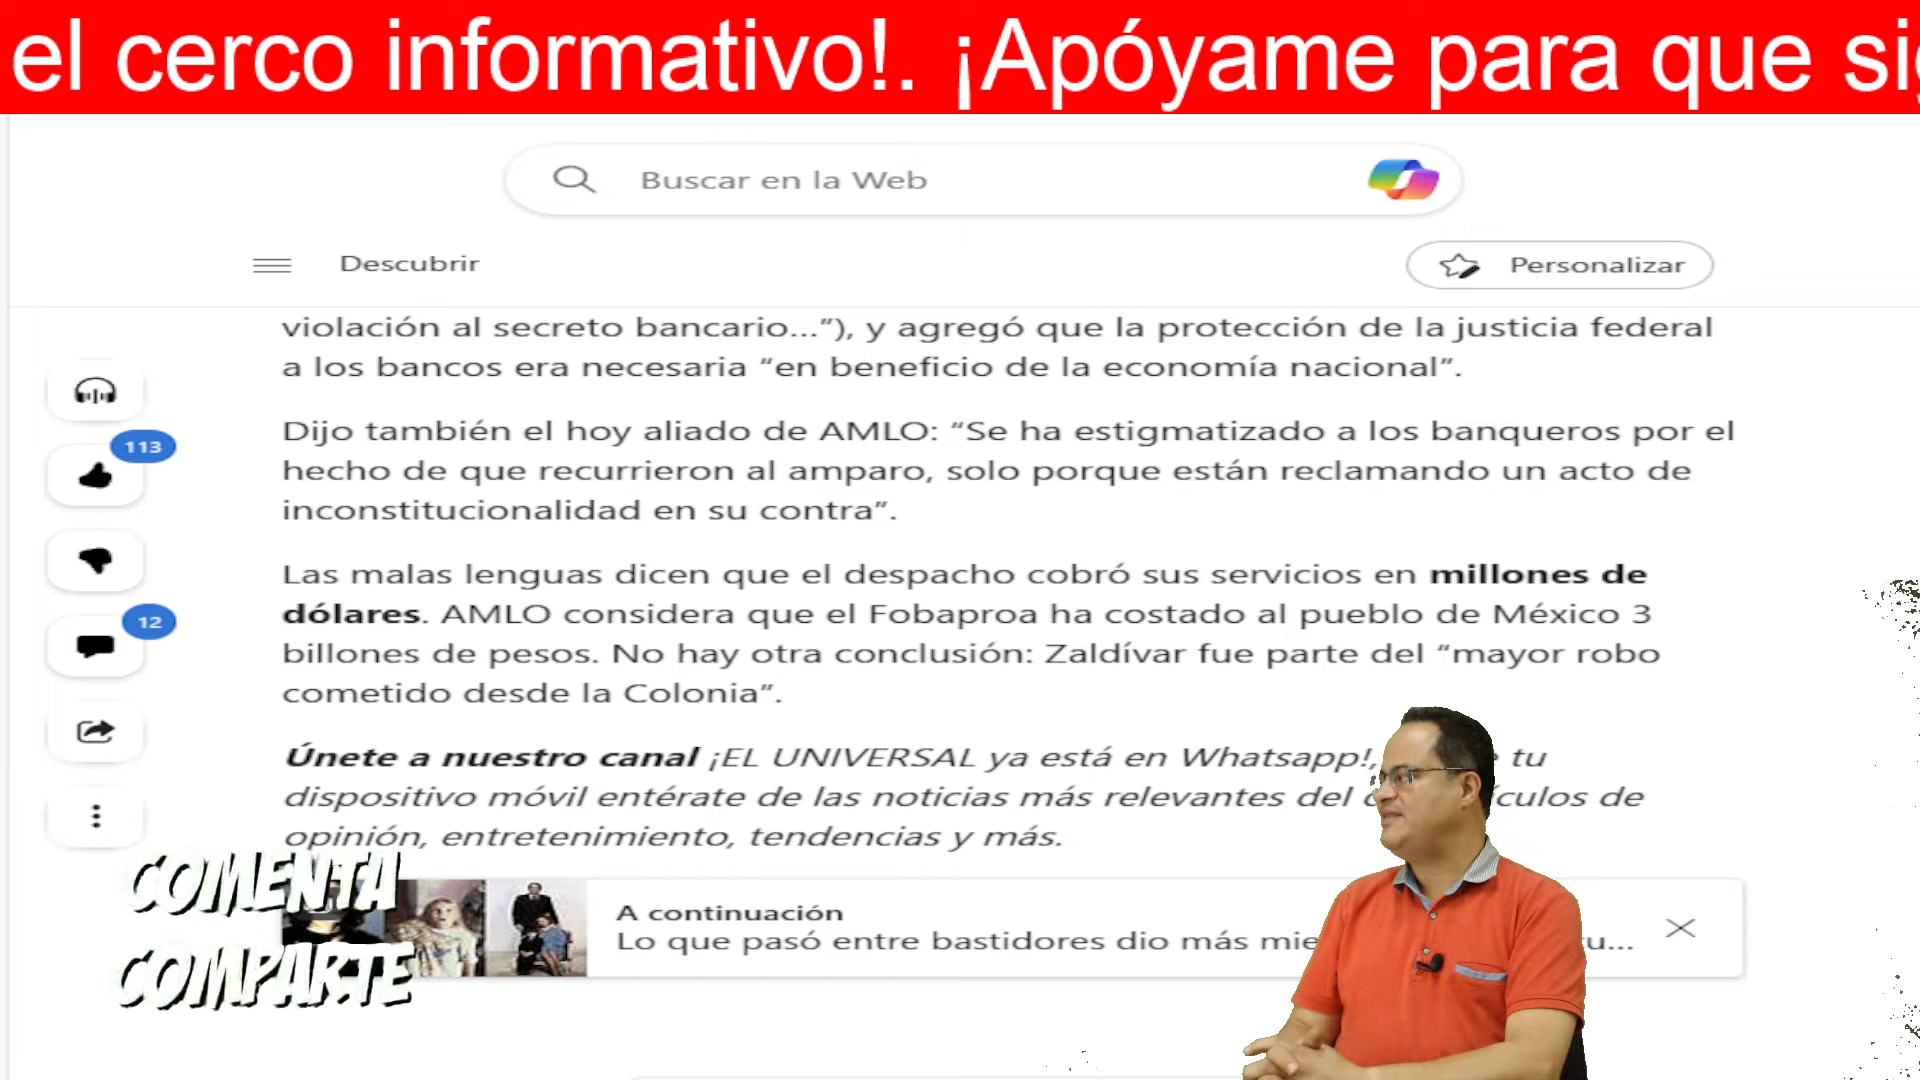 el cerco informativo!. ¡Apóyame para que
Buscar en la Web
Descubrir
Personalizar
violación al secreto bancario...”), y agregó que la protección de la justicia federal
a los bancos era necesaria “en beneficio de la economía nacional”.
113
Dijo también el hoy aliado de AMLO: “Se ha estigmatizado a los banqueros por el
hecho de que recurrieron al amparo, solo porque están reclamando un acto de
inconstitucionalidad en su contra”.
12
Las malas lenguas dicen que el despacho cobró sus servicios en millones de
dólares. AMLO considera que el Fobaproa ha costado al pueblo de México 3
billones de pesos. No hay otra conclusión: Zaldívar fue parte del “mayor robo
cometido desde la Colonia”.
Únete a nuestro canal ¡EL UNIVERSAL ya está en Whatsapp!, tu
dispositivo móvil entérate de las noticias más relevantes del de
opinión, entretenimiento, tendencias y más.
COMENTA
COMPARTE
A continuación
Lo que pasó entre bastidores dio más